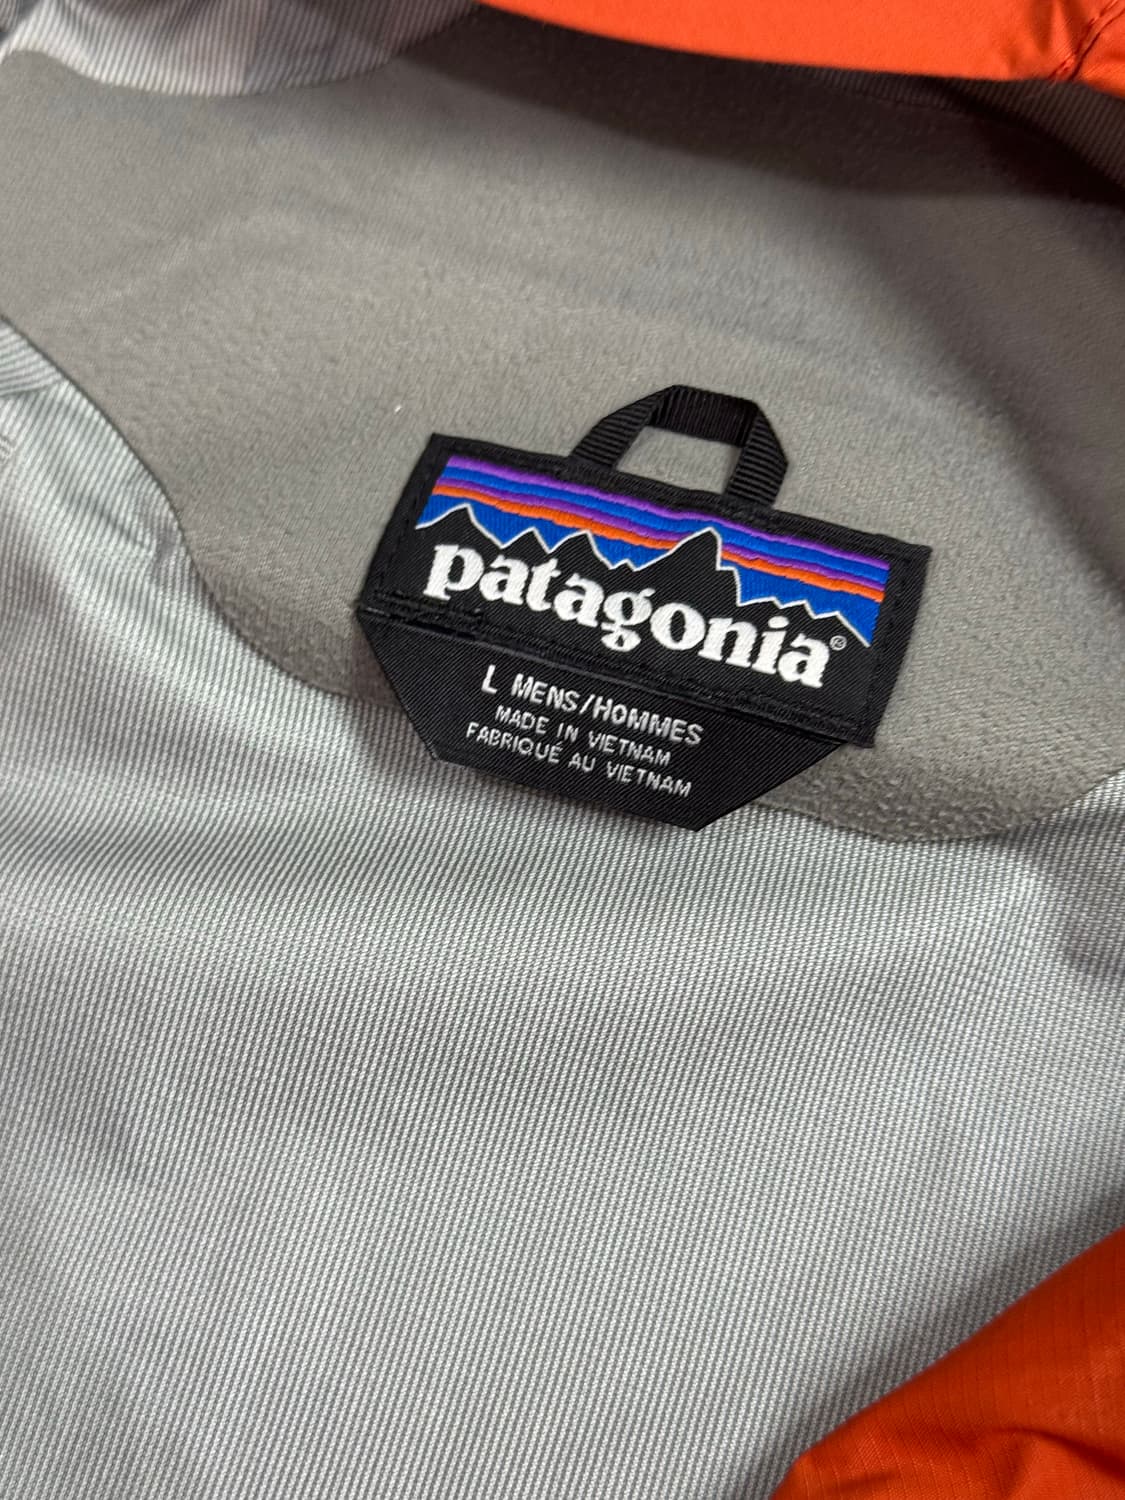 patagonia®
L MENS/HOMMES
MADE IN VIETNAM
FABRIQUÉ AU VIETNAM